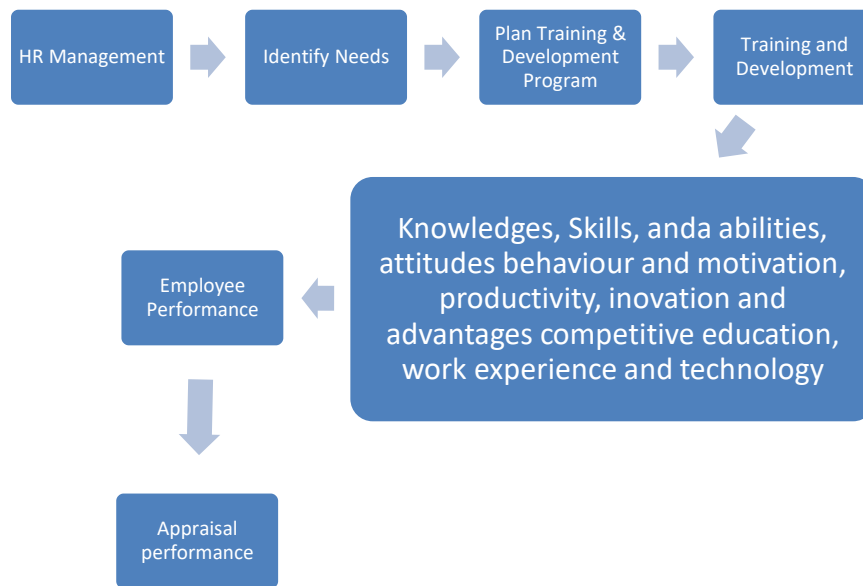 HR Management
Identify Needs
Plan Training &
Development
Program
Training and
Development
Knowledges, Skills, anda abilities,
attitudes behaviour and motivation,
productivity, inovation and
advantages competitive education,
work experience and technology
Employee
Performance
Appraisal
performance